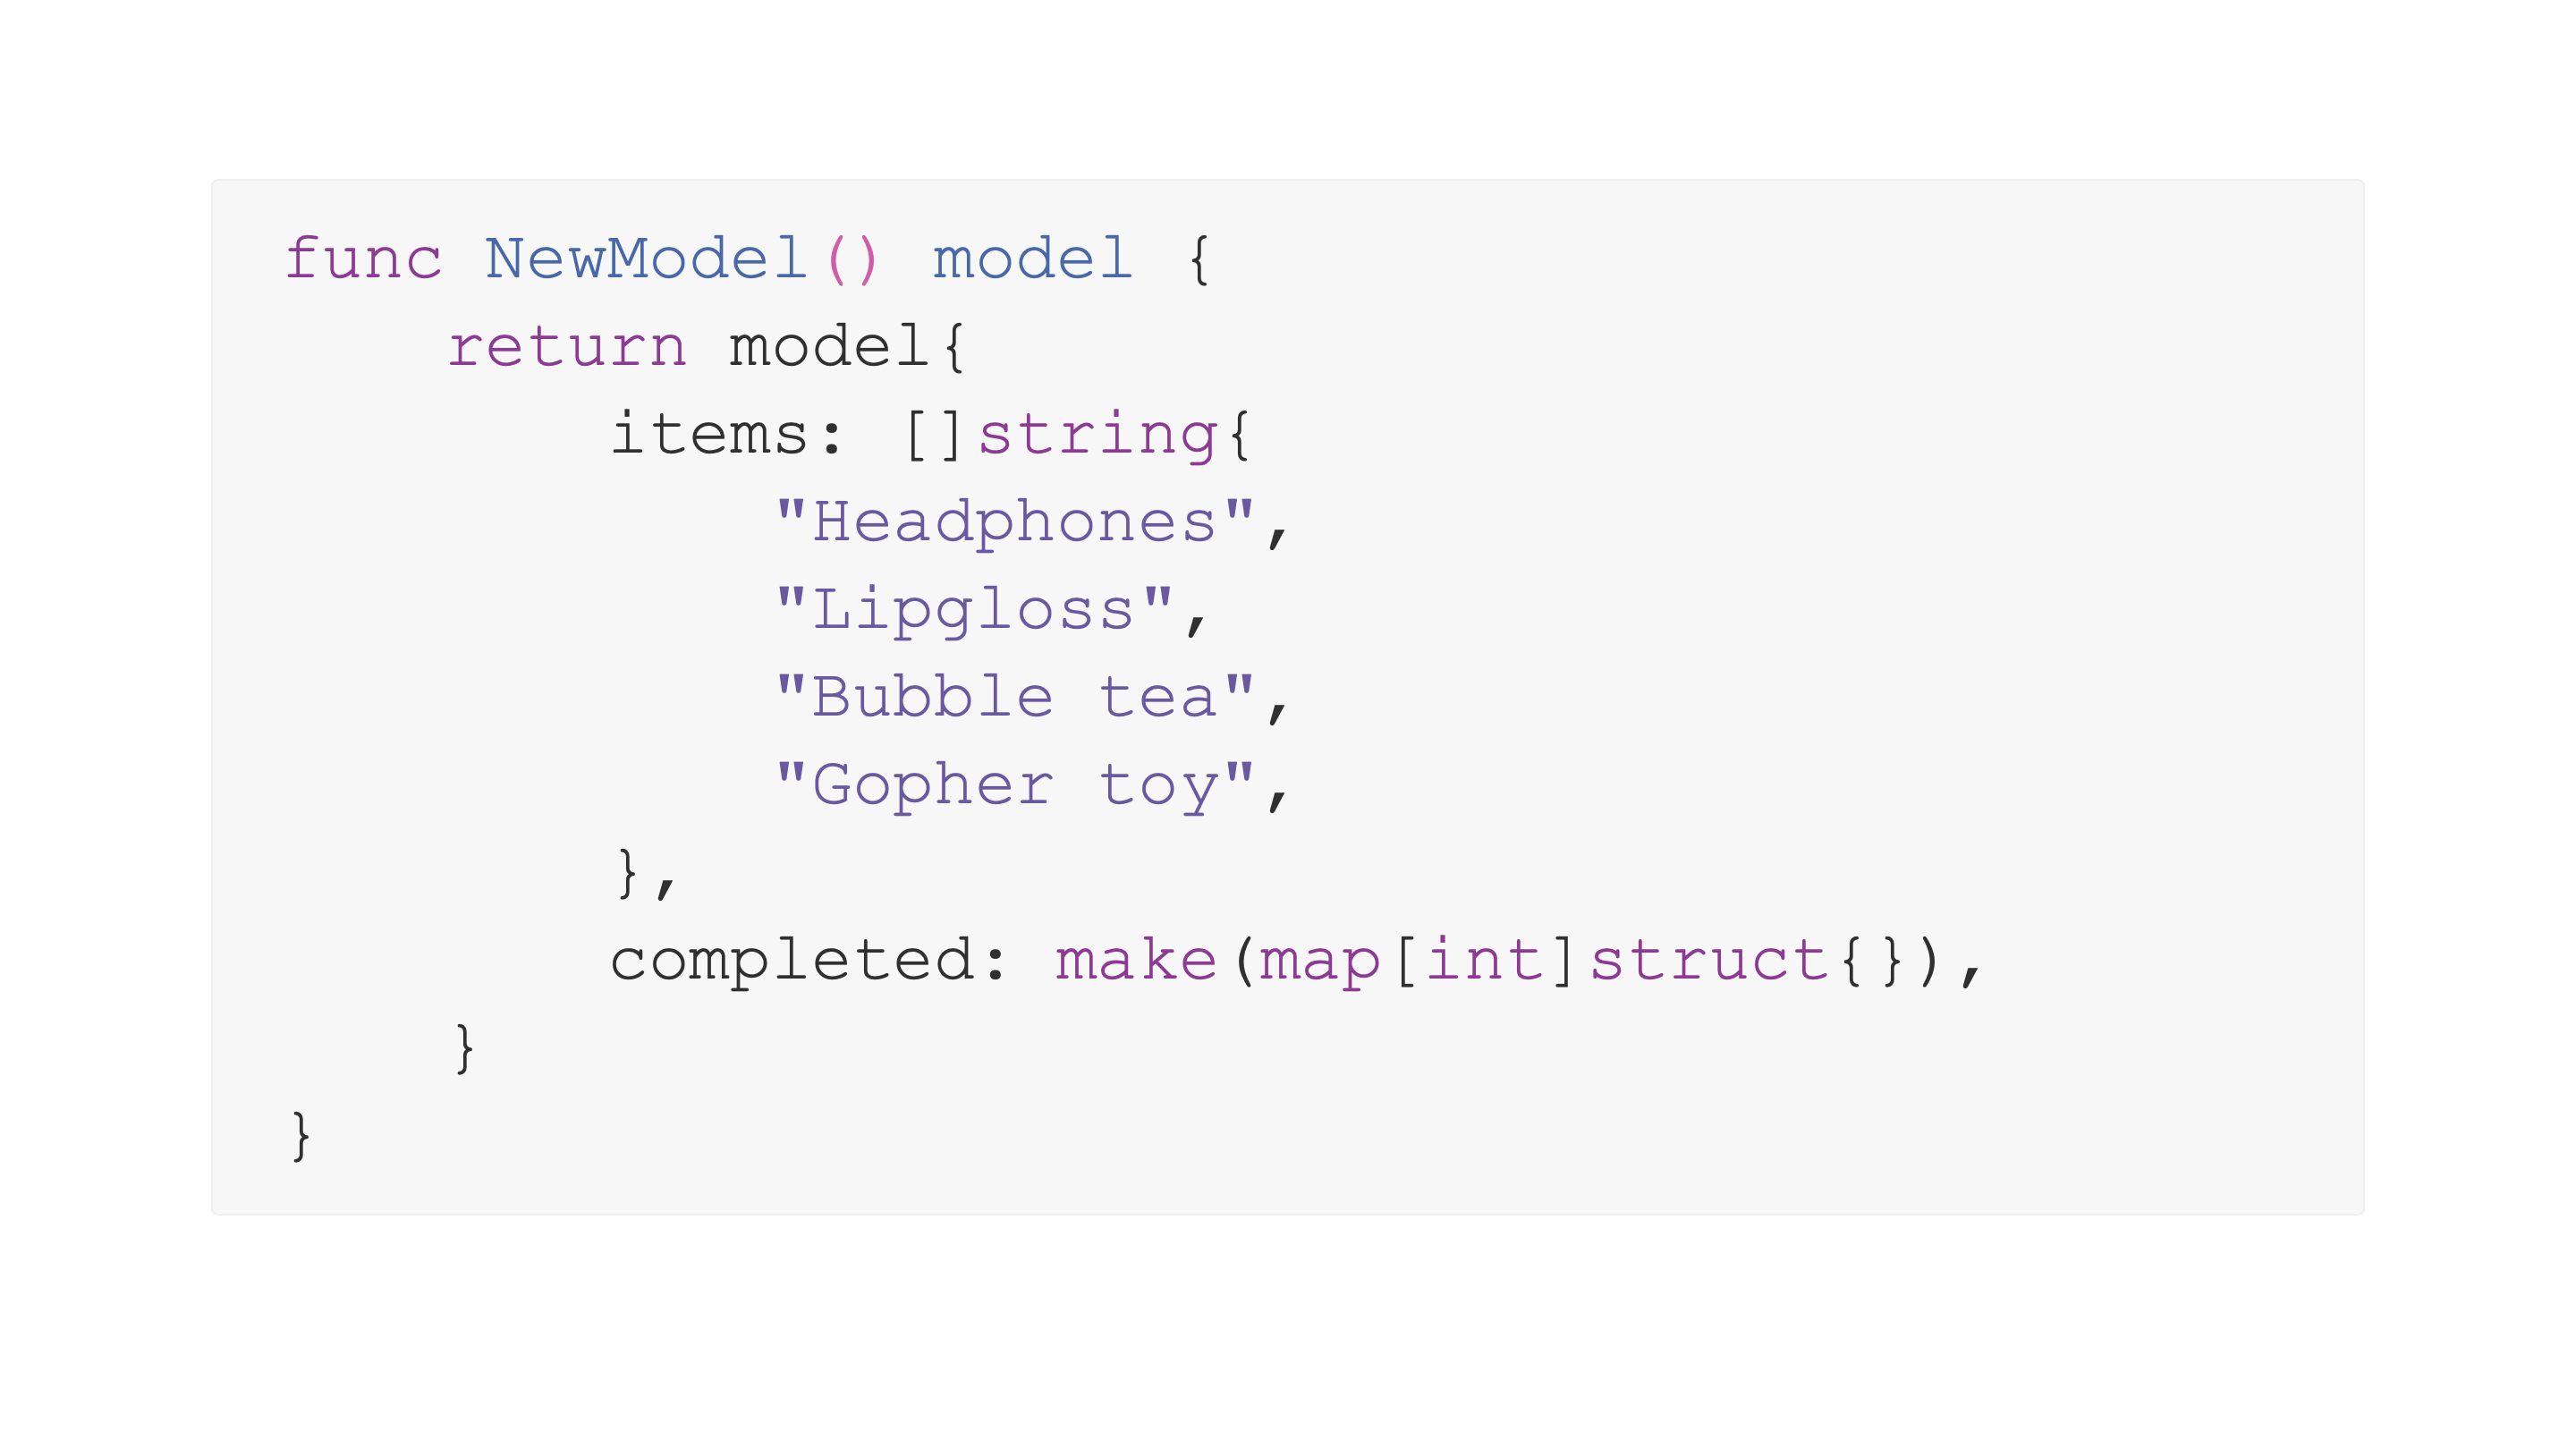 func NewModel() model {
    return model{
        items: []string{
            "Headphones",
            "Lipgloss",
            "Bubble tea",
            "Gopher toy",
        },
        completed: make(map[int]struct{}),
    }
}